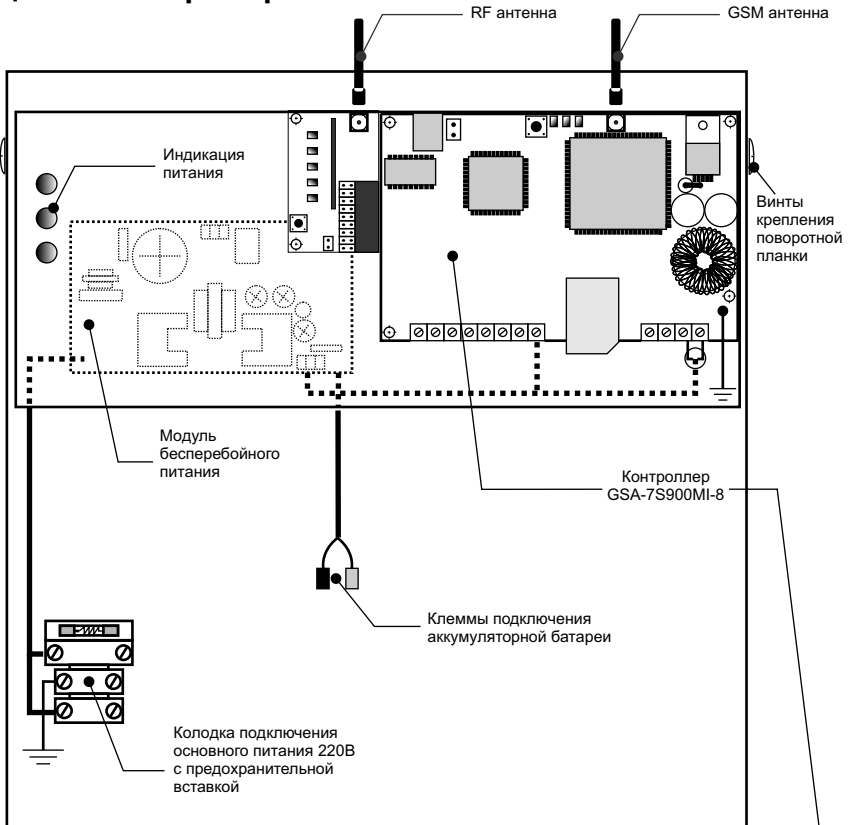 RF антенна
GSM антенна
Индикация
питания
Винты
крепления
поворотной
планки
Модуль
бесперебойного
питания
Контроллер
GSA-7S900MI-8
Клеммы подключения
аккумуляторной батареи
Колодка подключения
основного питания 220В
с предохранительной
вставкой